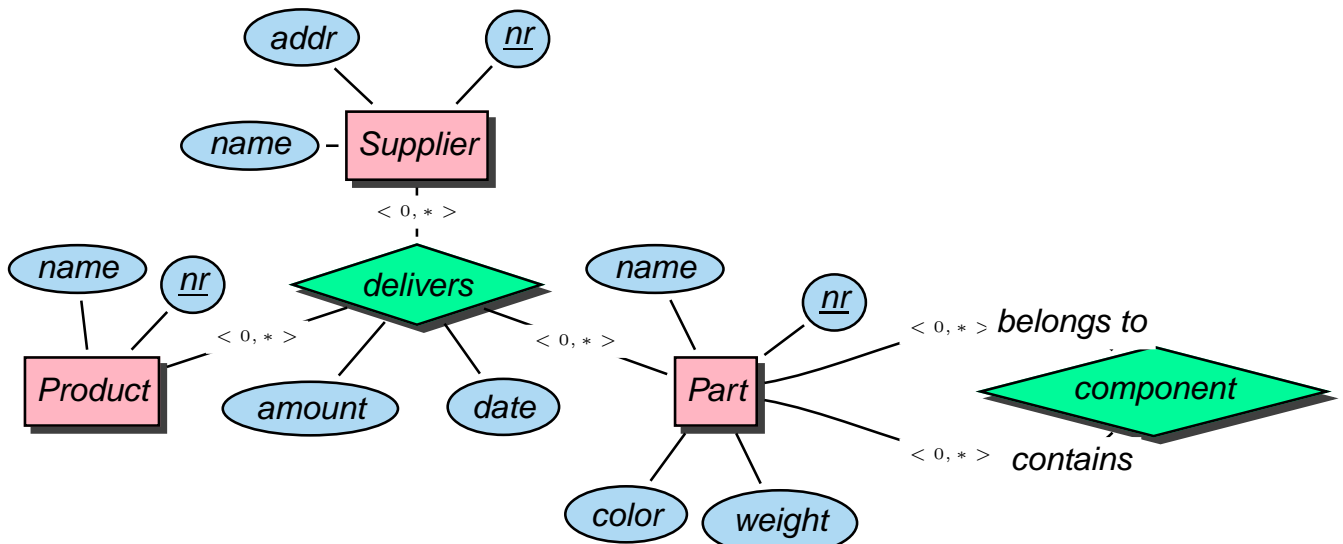 addr
nr
name
Supplier
< 0, * >
name
nr
delivers
name
nr
< 0, * >
< 0, * >
< 0, * > belongs to
Product
amount
date
Part
component
< 0, * > contains
color
weight